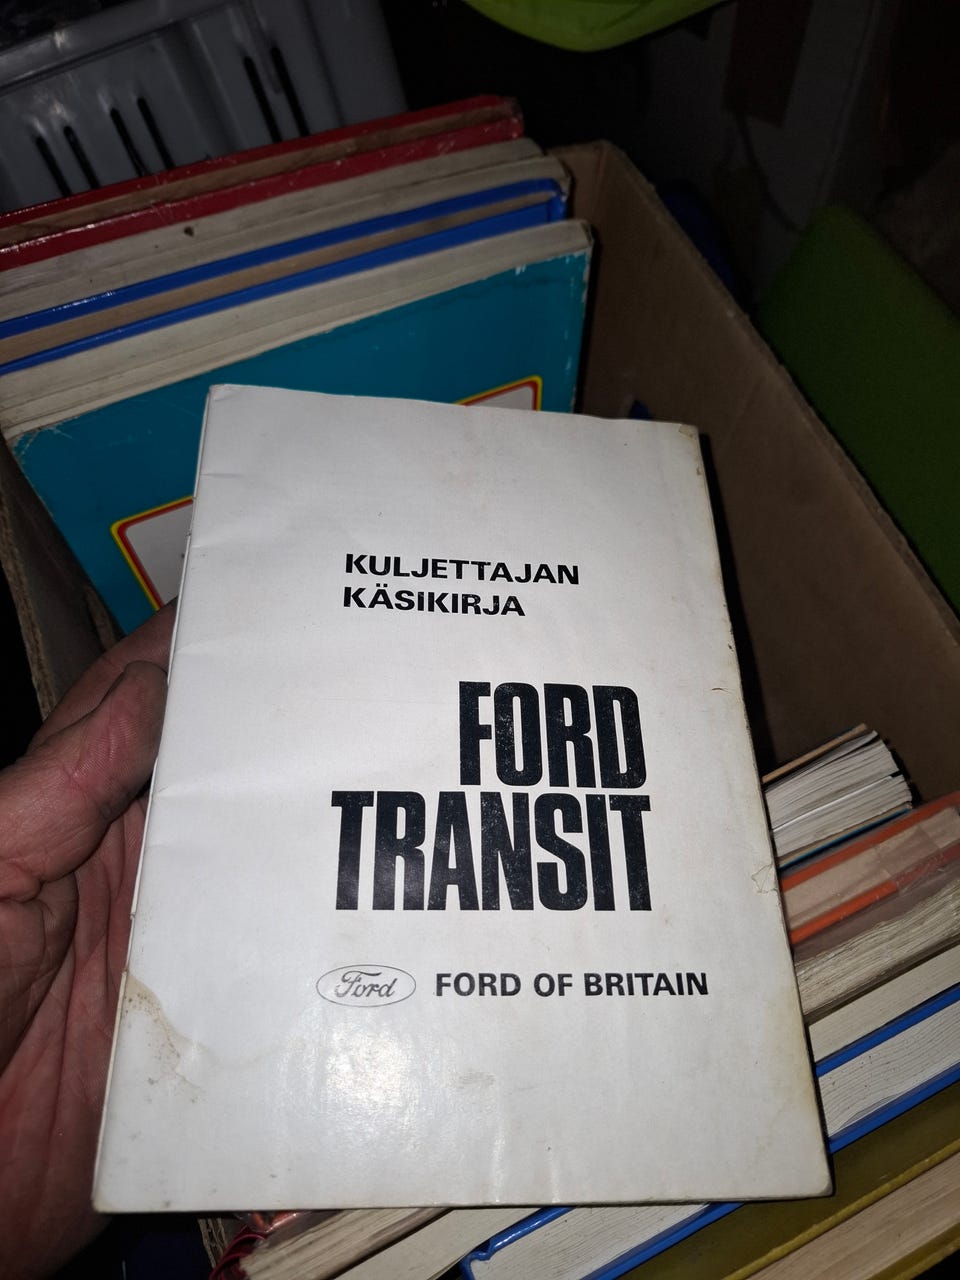 KULJETTAJAN
KÄSIKIRJA
FORD
TRANSIT
Ford FORD OF BRITAIN